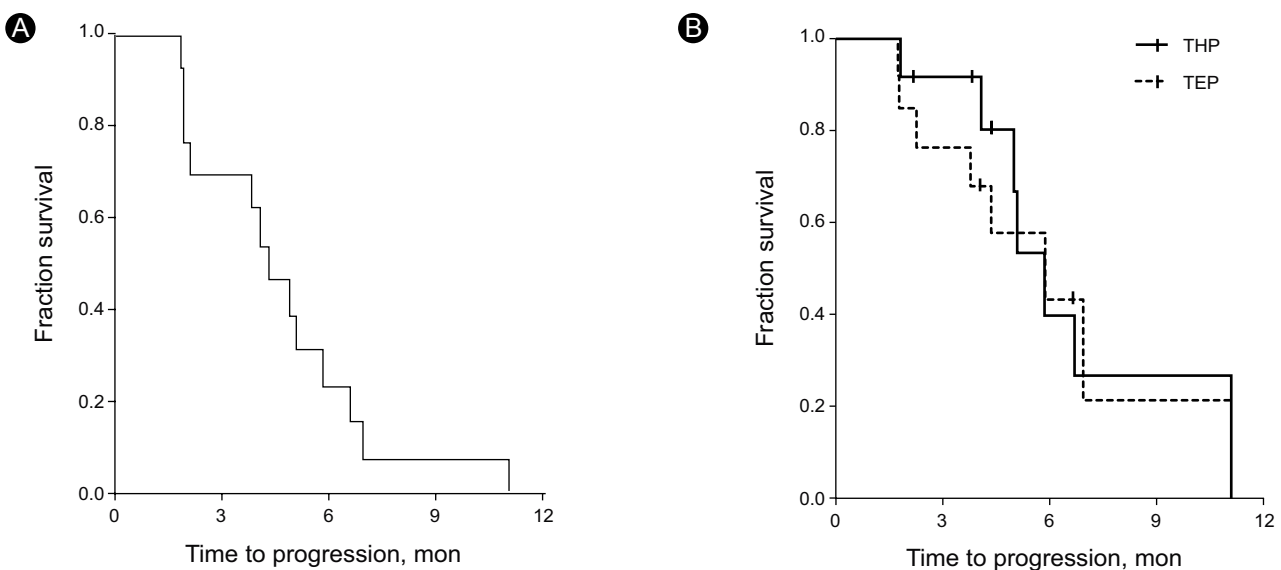 A
1.0
0.8
0.6
0.4
0.2
0.0
Fraction survival
0 3 6 9 12
Time to progression, mon
B
1.0
0.8
0.6
0.4
0.2
0.0
Fraction survival
THP
TEP
0 3 6 9 12
Time to progression, mon